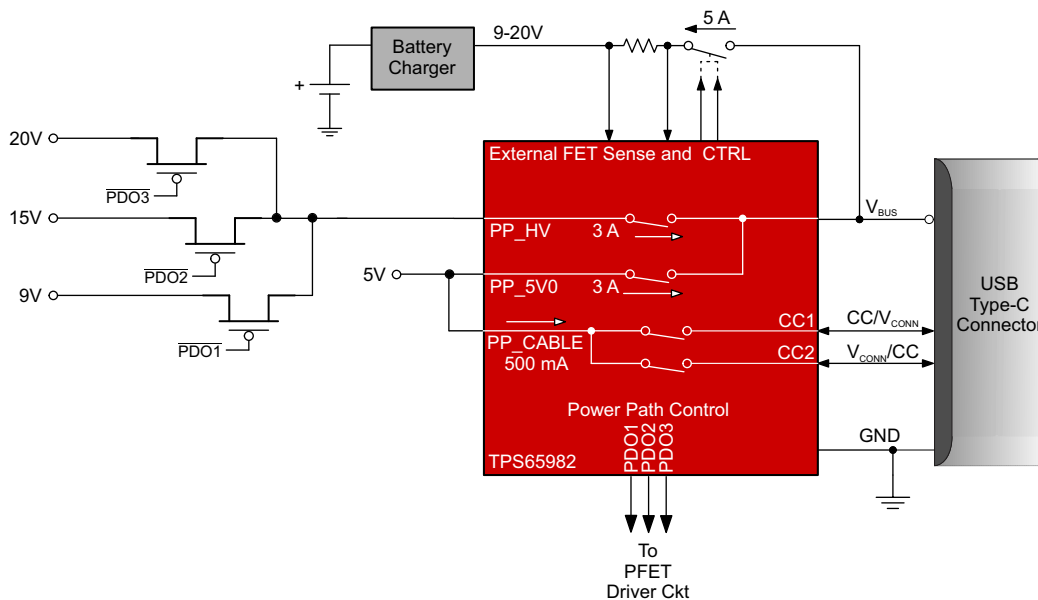 5 A
9-20V
Battery
Charger
+
20V
External FET Sense and CTRL
PDO3
15V
PP_HV
3 A
V_BUS
PDO2
5V
PP_5V0
3 A
9V
USB
Type-C
Connector
CC1
CC/V_CONN
PDO1
PP_CABLE
500 mA
CC2
V_CONN/CC
Power Path Control
PDO1
PDO2
PDO3
GND
TPS65982
To
PFET
Driver Ckt